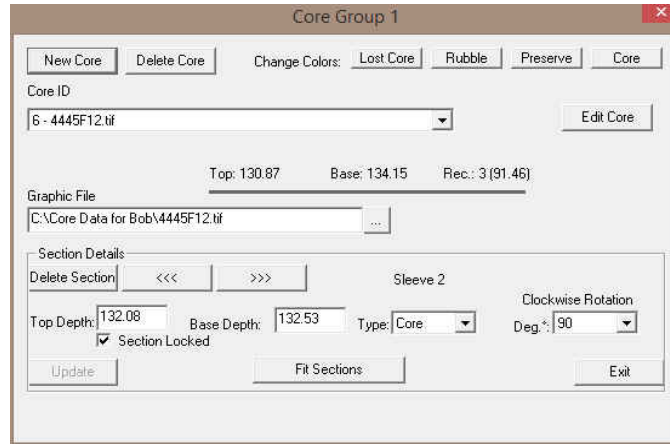 Core Group 1
New Core Delete Core Change Colors: Lost Core Rubble Preserve Core
Core ID
6 - 4445F12.tif Edit Core
Top: 130.87 Base: 134.15 Rec.: 3 (91.46)
Graphic File
C:\Core Data for Bob\4445F12.tif ...
Section Details
Delete Section <<< >>> Sleeve 2
Clockwise Rotation
Top Depth: 132.08 Base Depth: 132.53 Type: Core Deg.*: 90
Section Locked
Update Fit Sections Exit